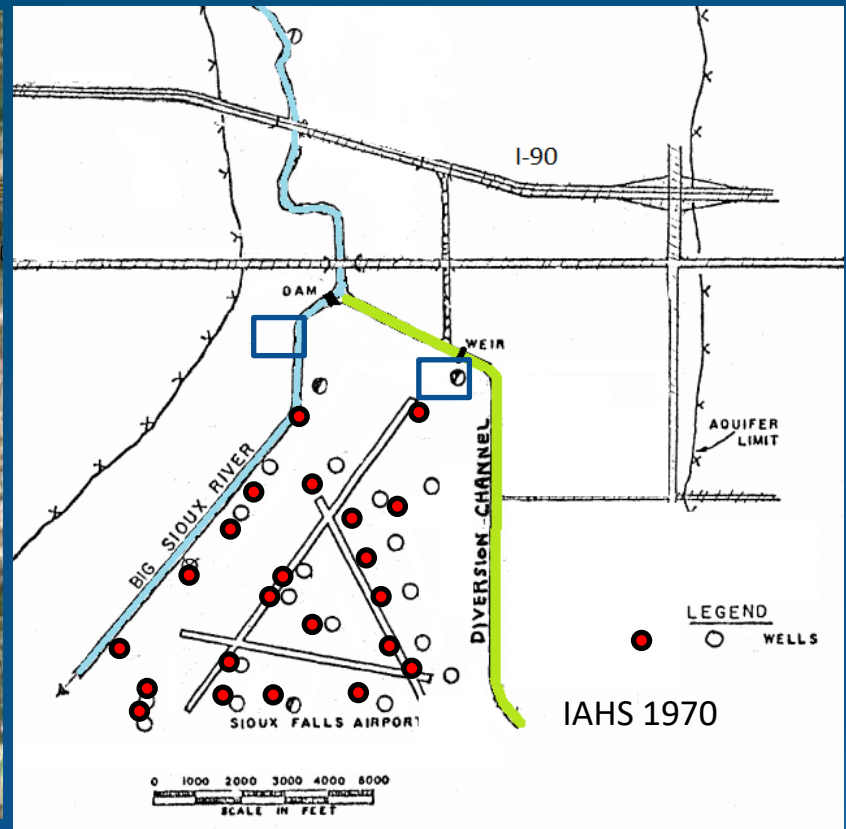 I-90
DAM
WEIR
AQUIFER
LIMIT
BIG SIOUX RIVER
DIVERSION CHANNEL
LEGEND
WELLS
SIOUX FALLS AIRPORT
IAHS 1970
0 1000 2000 3000 4000 5000
SCALE IN FEET